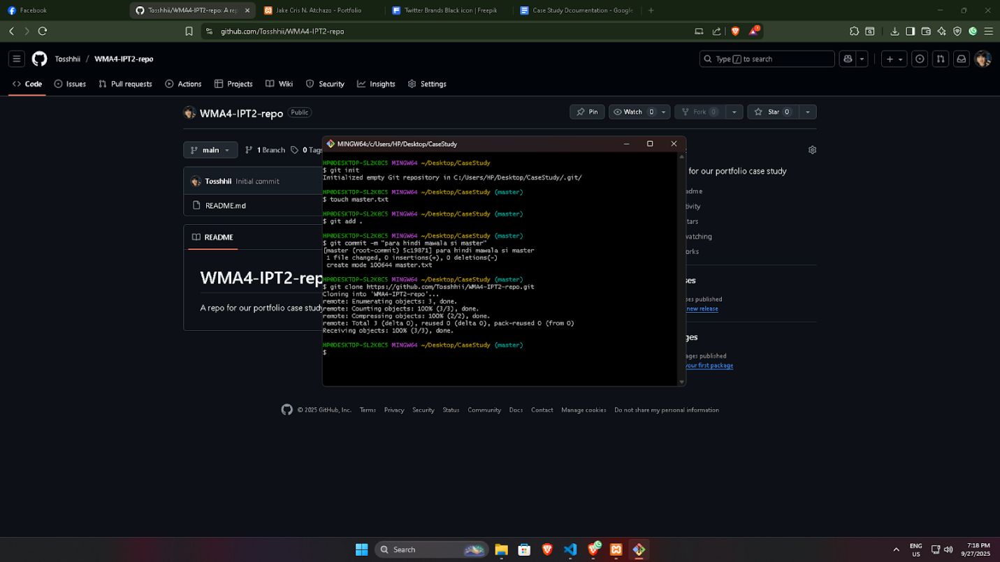 Facebook
Tosshhii/WMA4-IPT2-repo: A rep
Jake Cris N. Atchazo - Portfolio
Twitter Brands Black icon | Freepik
Case Study Dcoumentation - Google
github.com/Tosshhii/WMA4-IPT2-repo
Tosshhii / WMA4-IPT2-repo
Type / to search
Code
Issues
Pull requests
Actions
Projects
Wiki
Security
Insights
Settings
WMA4-IPT2-repo Public
Pin
Watch 0
Fork 0
Star 0
main
1 Branch
0 Tags
Tosshhii Initial commit
README.md
README
WMA4-IPT2-rep
A repo for our portfolio case study
MINGW64:/c/Users/HP/Desktop/CaseStudy
HP@DESKTOP-SL2K8C5 MINGW64 ~/Desktop/CaseStudy
$ git init
Initialized empty Git repository in C:/Users/HP/Desktop/CaseStudy/.git/
HP@DESKTOP-SL2K8C5 MINGW64 ~/Desktop/CaseStudy (master)
$ touch master.txt
HP@DESKTOP-SL2K8C5 MINGW64 ~/Desktop/CaseStudy (master)
$ git add .
HP@DESKTOP-SL2K8C5 MINGW64 ~/Desktop/CaseStudy (master)
$ git commit -m "para hindi mawala si master"
[master (root-commit) 5c19871] para hindi mawala si master
1 file changed, 0 insertions(+), 0 deletions(-)
create mode 100644 master.txt
HP@DESKTOP-SL2K8C5 MINGW64 ~/Desktop/CaseStudy (master)
$ git clone https://github.com/Tosshhii/WMA4-IPT2-repo.git
Cloning into 'WMA4-IPT2-repo'...
remote: Enumerating objects: 3, done.
remote: Counting objects: 100% (3/3), done.
remote: Compressing objects: 100% (2/2), done.
remote: Total 3 (delta 0), reused 0 (delta 0), pack-reused 0 (from 0)
Receiving objects: 100% (3/3), done.
HP@DESKTOP-SL2K8C5 MINGW64 ~/Desktop/CaseStudy (master)
$
for our portfolio case study
adme
tivity
tars
watching
orks
ses
ses published
new release
ges
ages published
your first package
© 2025 GitHub, Inc.
Terms
Privacy
Security
Status
Community
Docs
Contact
Manage cookies
Do not share my personal information
Search
ENG
US
7:18 PM
9/27/2025